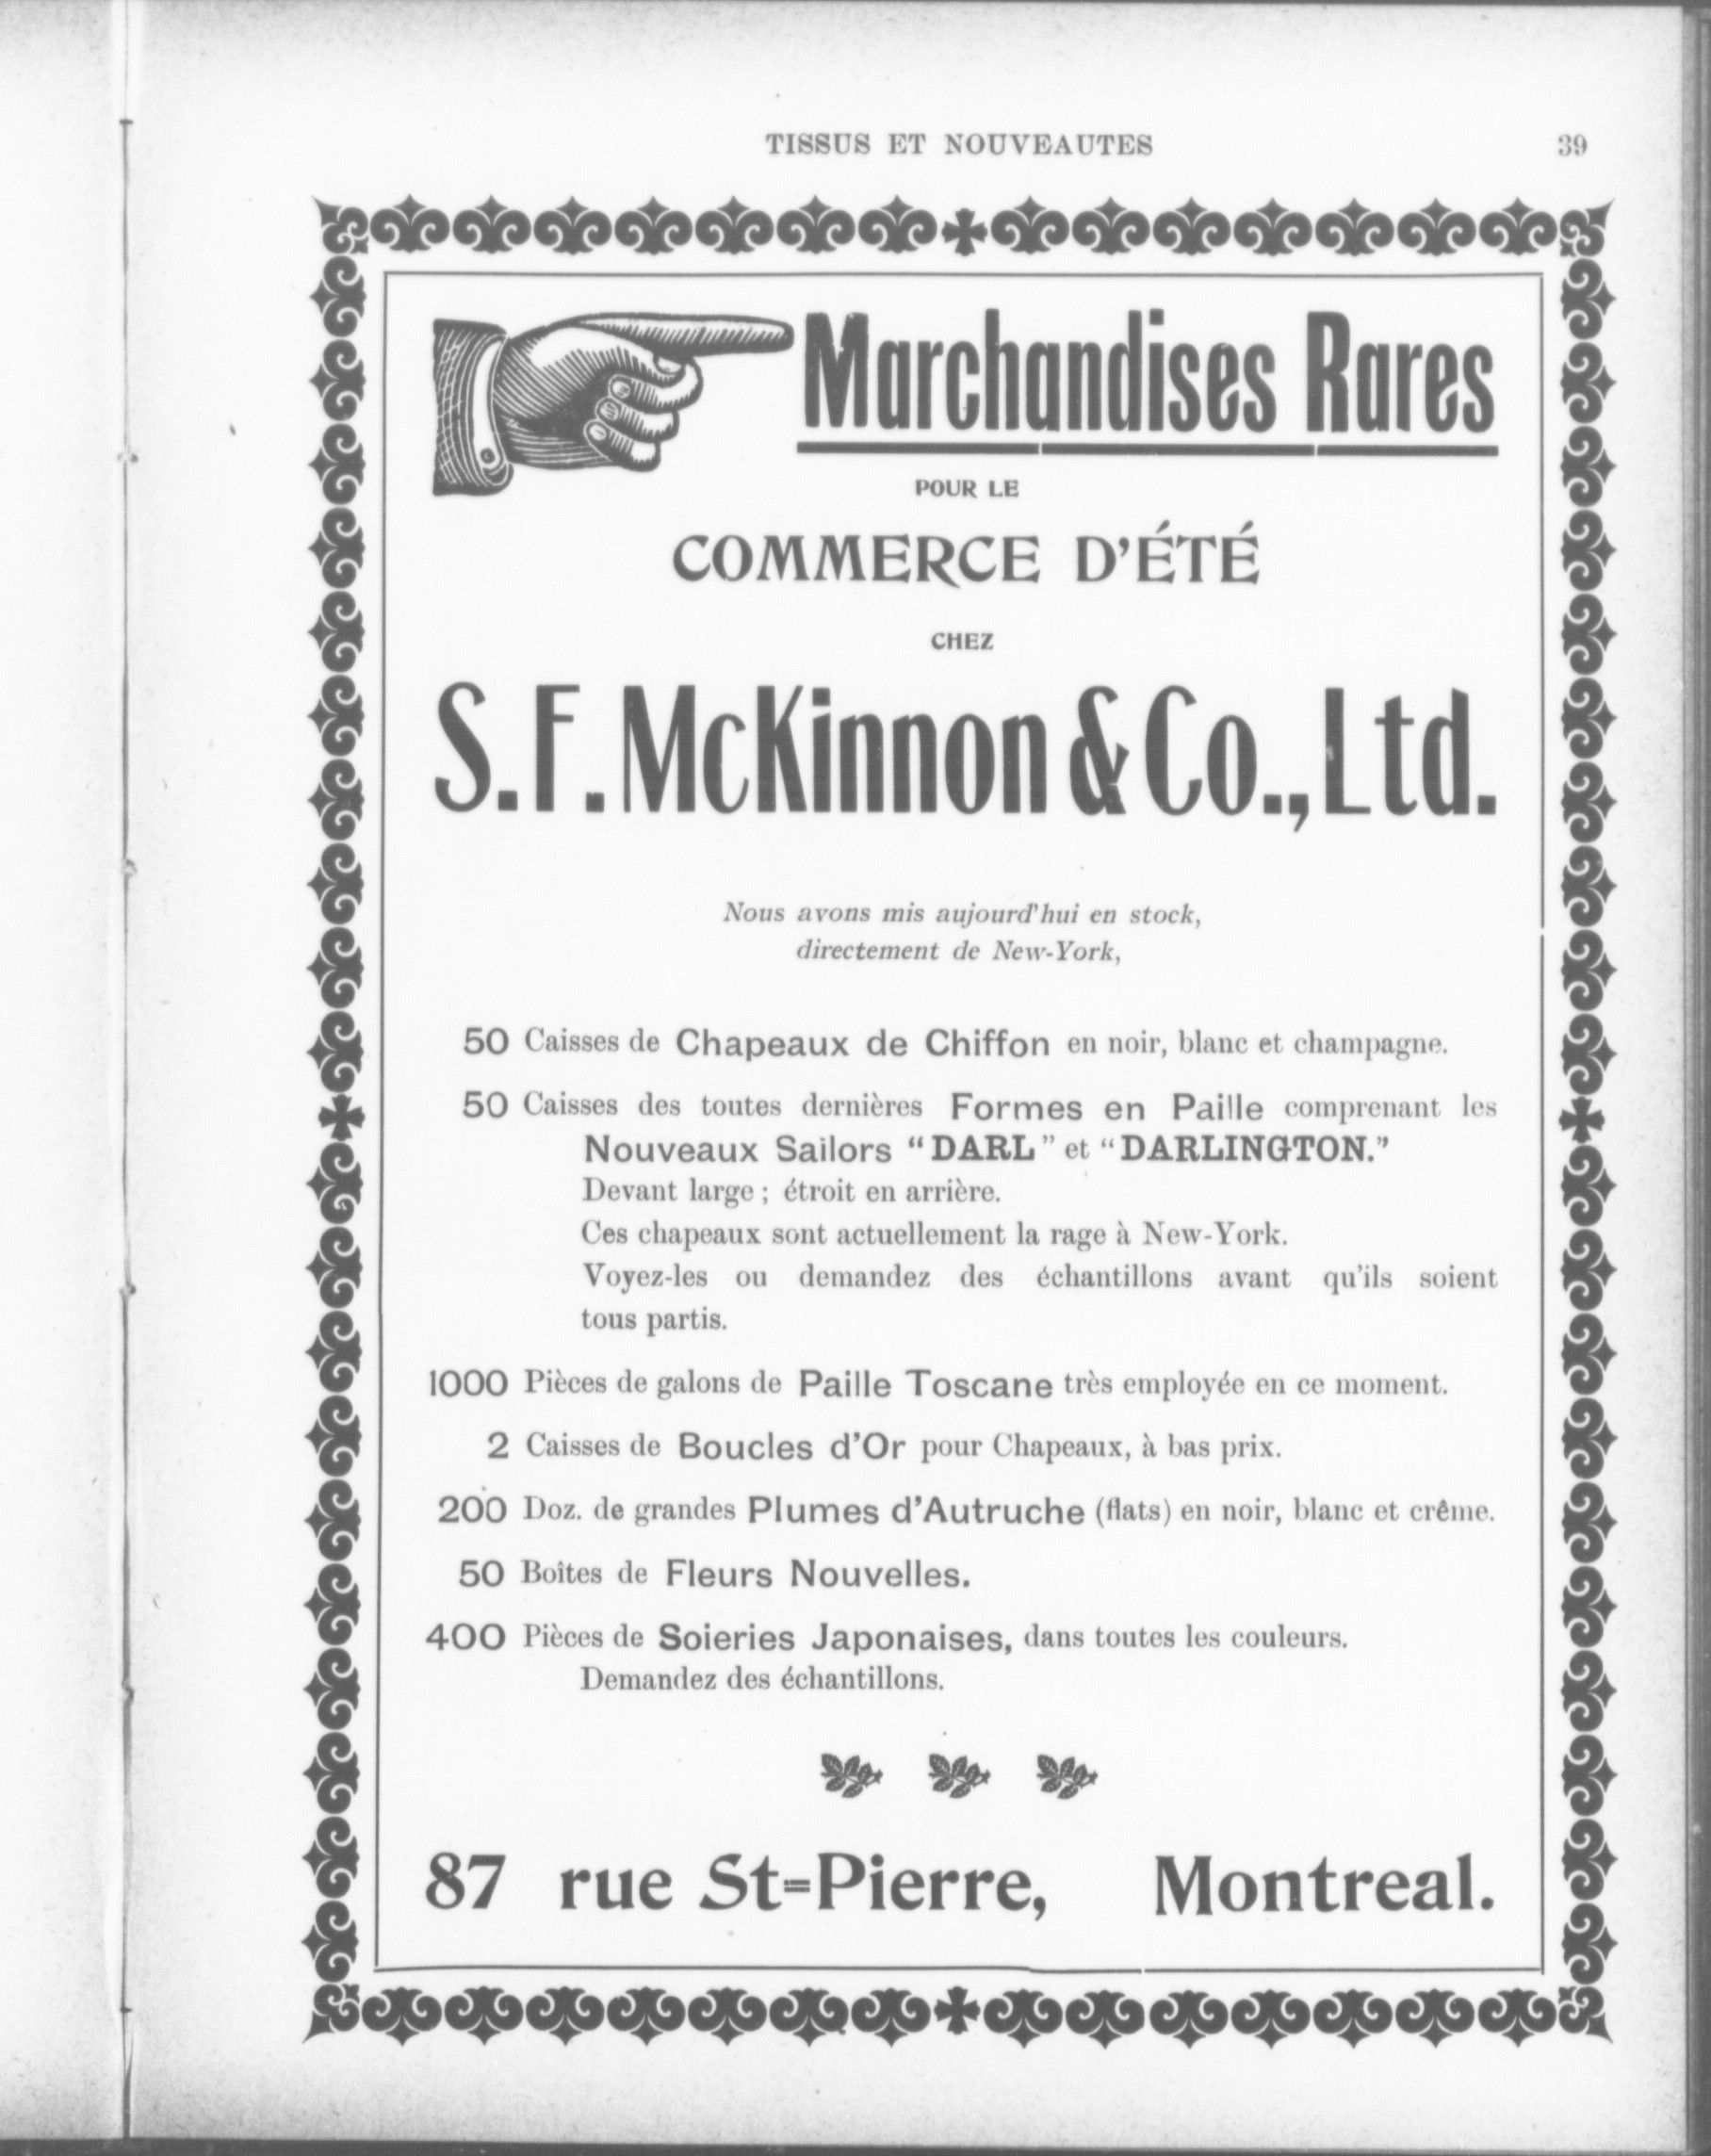 TISSUS ET NOUVEAUTES 39
Marchandises Rares
POUR LE
COMMERCE D'ÉTÉ
CHEZ
S. F. McKinnon & Co., Ltd.
Nous avons mis aujourd'hui en stock,
directement de New-York,
50 Caisses de Chapeaux de Chiffon en noir, blanc et champagne.
50 Caisses des toutes dernières Formes en Paille comprenant les
Nouveaux Sailors "DARL" et "DARLINGTON."
Devant large ; étroit en arrière.
Ces chapeaux sont actuellement la rage à New-York.
Voyez-les ou demandez des échantillons avant qu'ils soient
tous partis.
1000 Pièces de galons de Paille Toscane très employée en ce moment.
2 Caisses de Boucles d'Or pour Chapeaux, à bas prix.
200 Doz. de grandes Plumes d'Autruche (flats) en noir, blanc et crême.
50 Boîtes de Fleurs Nouvelles.
400 Pièces de Soieries Japonaises, dans toutes les couleurs.
Demandez des échantillons.
87 rue St=Pierre, Montreal.